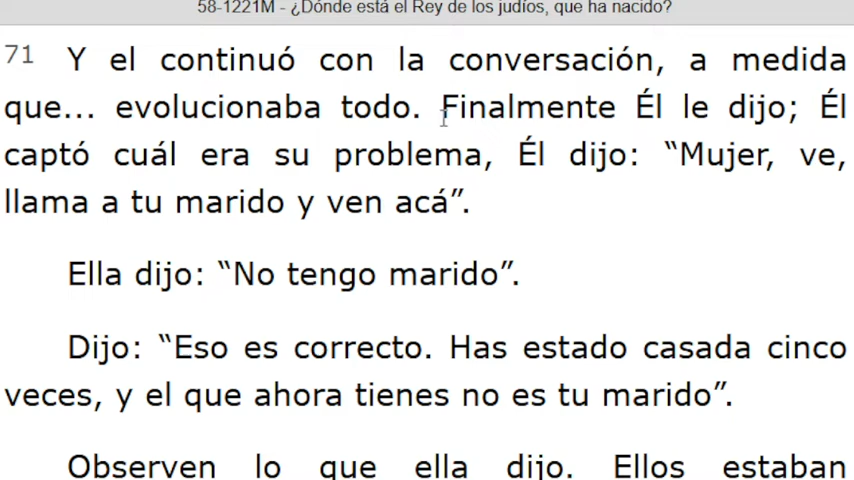 58-1221M - ¿Dónde está el Rey de los judíos, que ha nacido?
71 Y el continuó con la conversación, a medida
que... evolucionaba todo. Finalmente Él le dijo; Él
captó cuál era su problema, Él dijo: “Mujer, ve,
llama a tu marido y ven acá”.
Ella dijo: “No tengo marido”.
Dijo: “Eso es correcto. Has estado casada cinco
veces, y el que ahora tienes no es tu marido”.
Observen lo que ella dijo. Ellos estaban